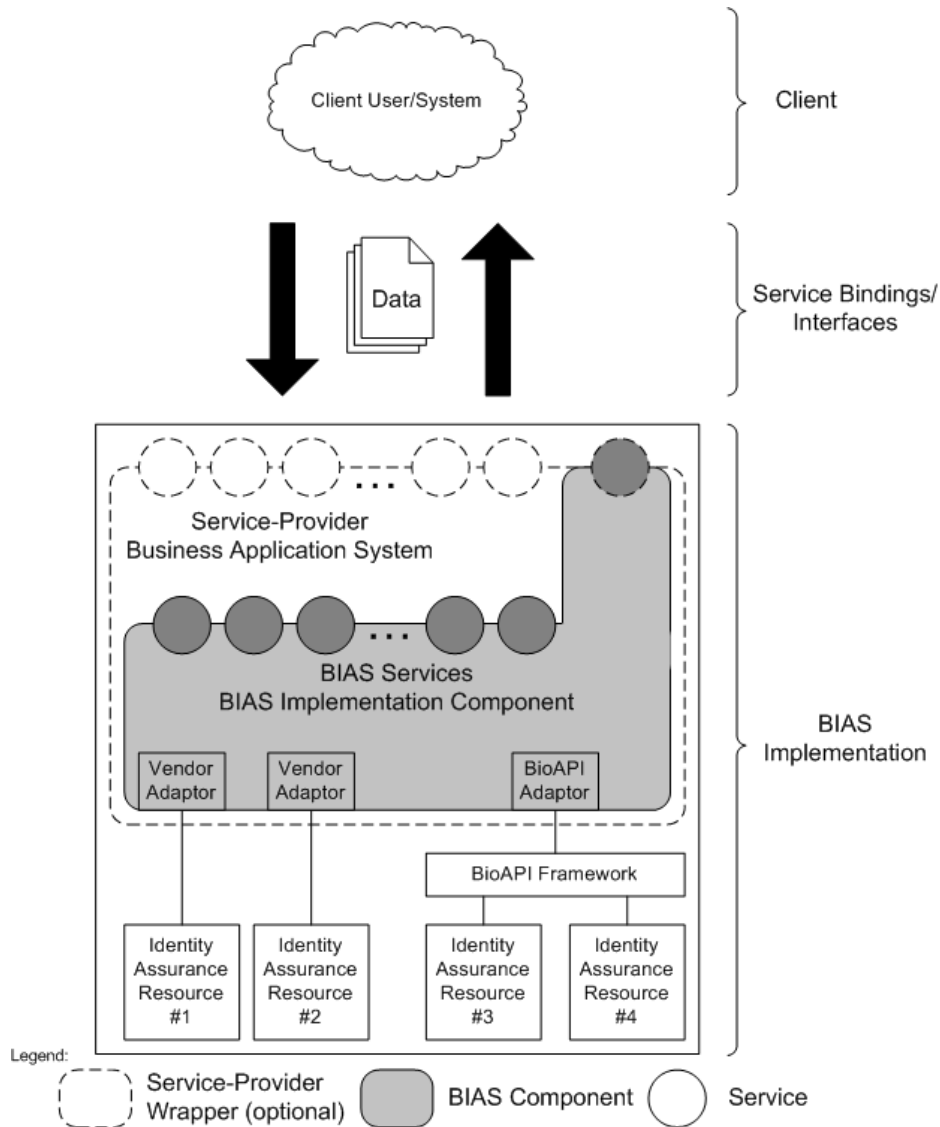 Client User/System
Client
Data
Service Bindings/
Interfaces
...
Service-Provider
Business Application System
...
BIAS Services
BIAS Implementation Component
BIAS
Implementation
Vendor
Adaptor
Vendor
Adaptor
BioAPI
Adaptor
BioAPI Framework
Identity
Assurance
Resource
#1
Identity
Assurance
Resource
#2
Identity
Assurance
Resource
#3
Identity
Assurance
Resource
#4
Legend:
Service-Provider
Wrapper (optional)
BIAS Component
Service